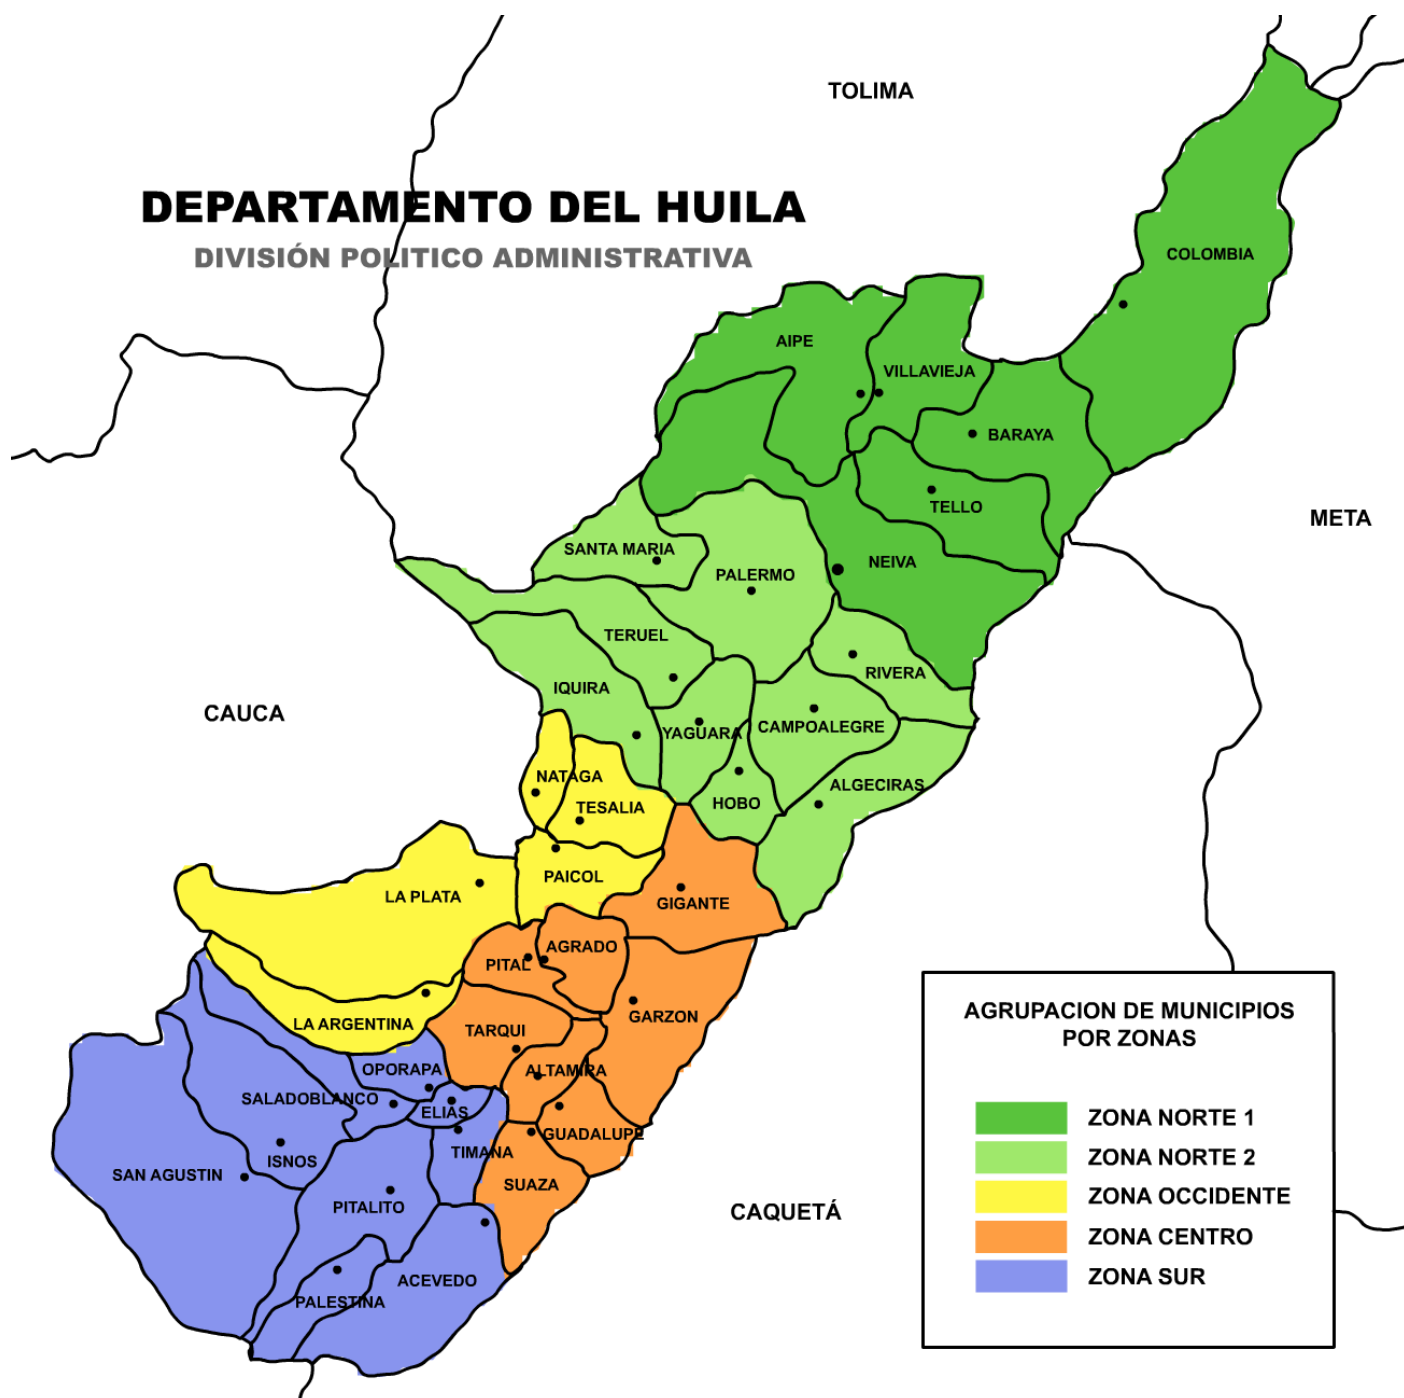 TOLIMA
DEPARTAMENTO DEL HUILA
DIVISIÓN POLITICO ADMINISTRATIVA
COLOMBIA
AIPE
VILLAVIEJA
BARAYA
TELLO
META
SANTA MARIA
NEIVA
PALERMO
TERUEL
RIVERA
IQUIRA
CAUCA
YAGUARA
CAMPOALEGRE
NATAGA
ALGECIRAS
TESALIA
HOBO
PAICOL
LA PLATA
GIGANTE
AGRADO
PITAL
GARZON
LA ARGENTINA
TARQUI
OPORAPA
ALTAMIRA
SALADOBLANCO
ELIAS
GUADALUPE
TIMANA
ISNOS
SAN AGUSTIN
SUAZA
PITALITO
CAQUETÁ
ACEVEDO
PALESTINA
AGRUPACION DE MUNICIPIOS
POR ZONAS
ZONA NORTE 1
ZONA NORTE 2
ZONA OCCIDENTE
ZONA CENTRO
ZONA SUR